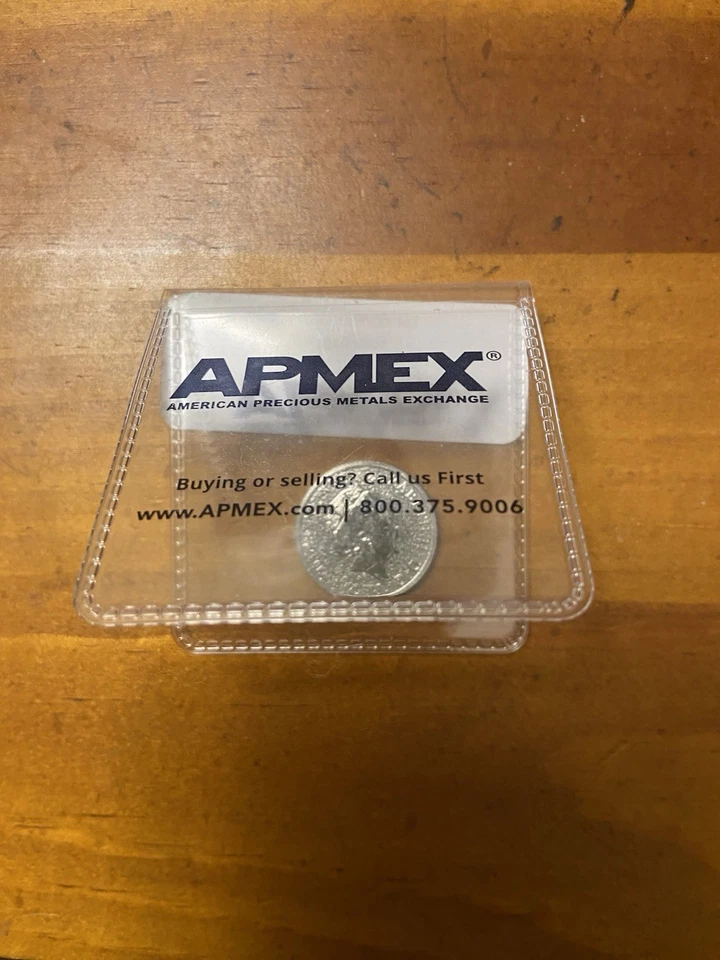 APMEX®
AMERICAN PRECIOUS METALS EXCHANGE
Buying or selling? Call us First
www.APMEX.com | 800.375.9006